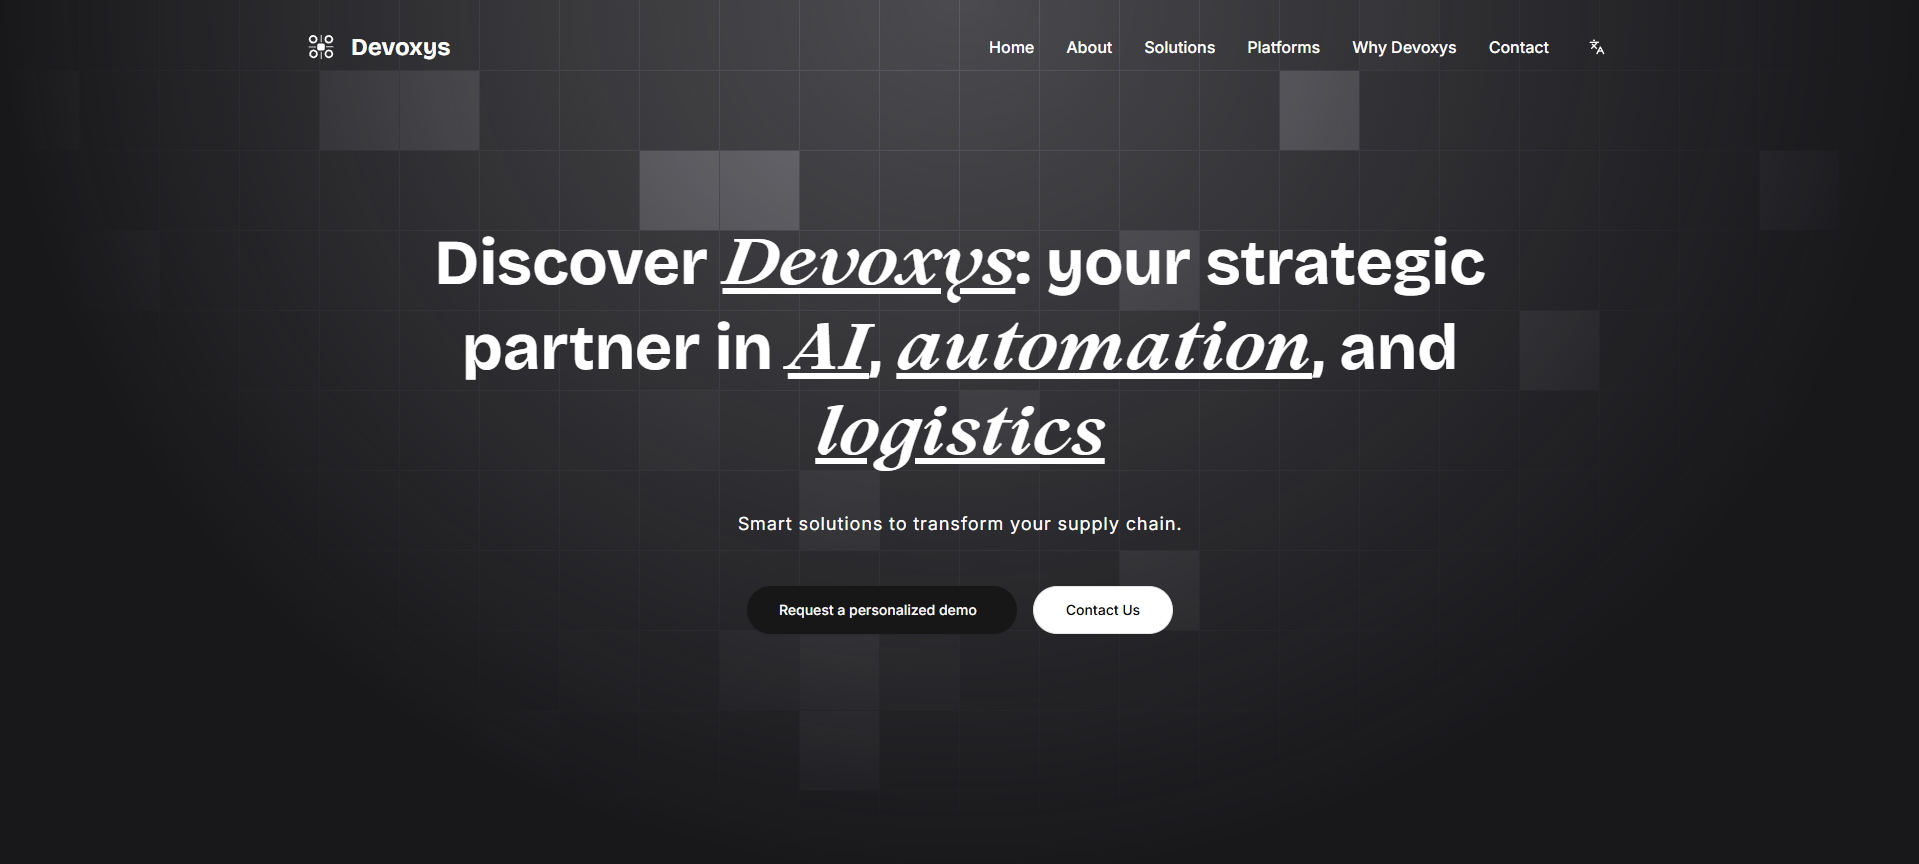 Devoxys
Home About Solutions Platforms Why Devoxys Contact
Discover Devoxys: your strategic
partner in AI, automation, and
logistics
Smart solutions to transform your supply chain.
Request a personalized demo Contact Us